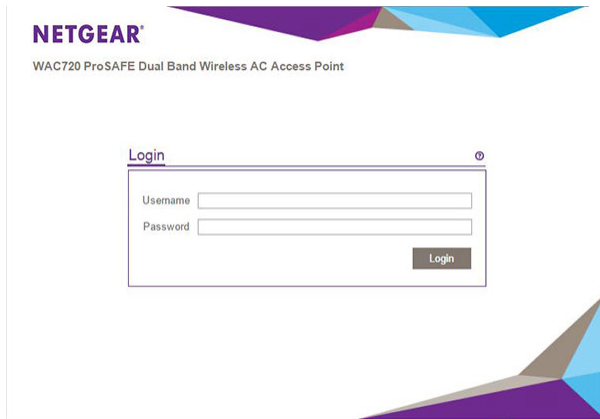 NETGEAR®
WAC720 ProSAFE Dual Band Wireless AC Access Point
Login
?
Username
Password
Login